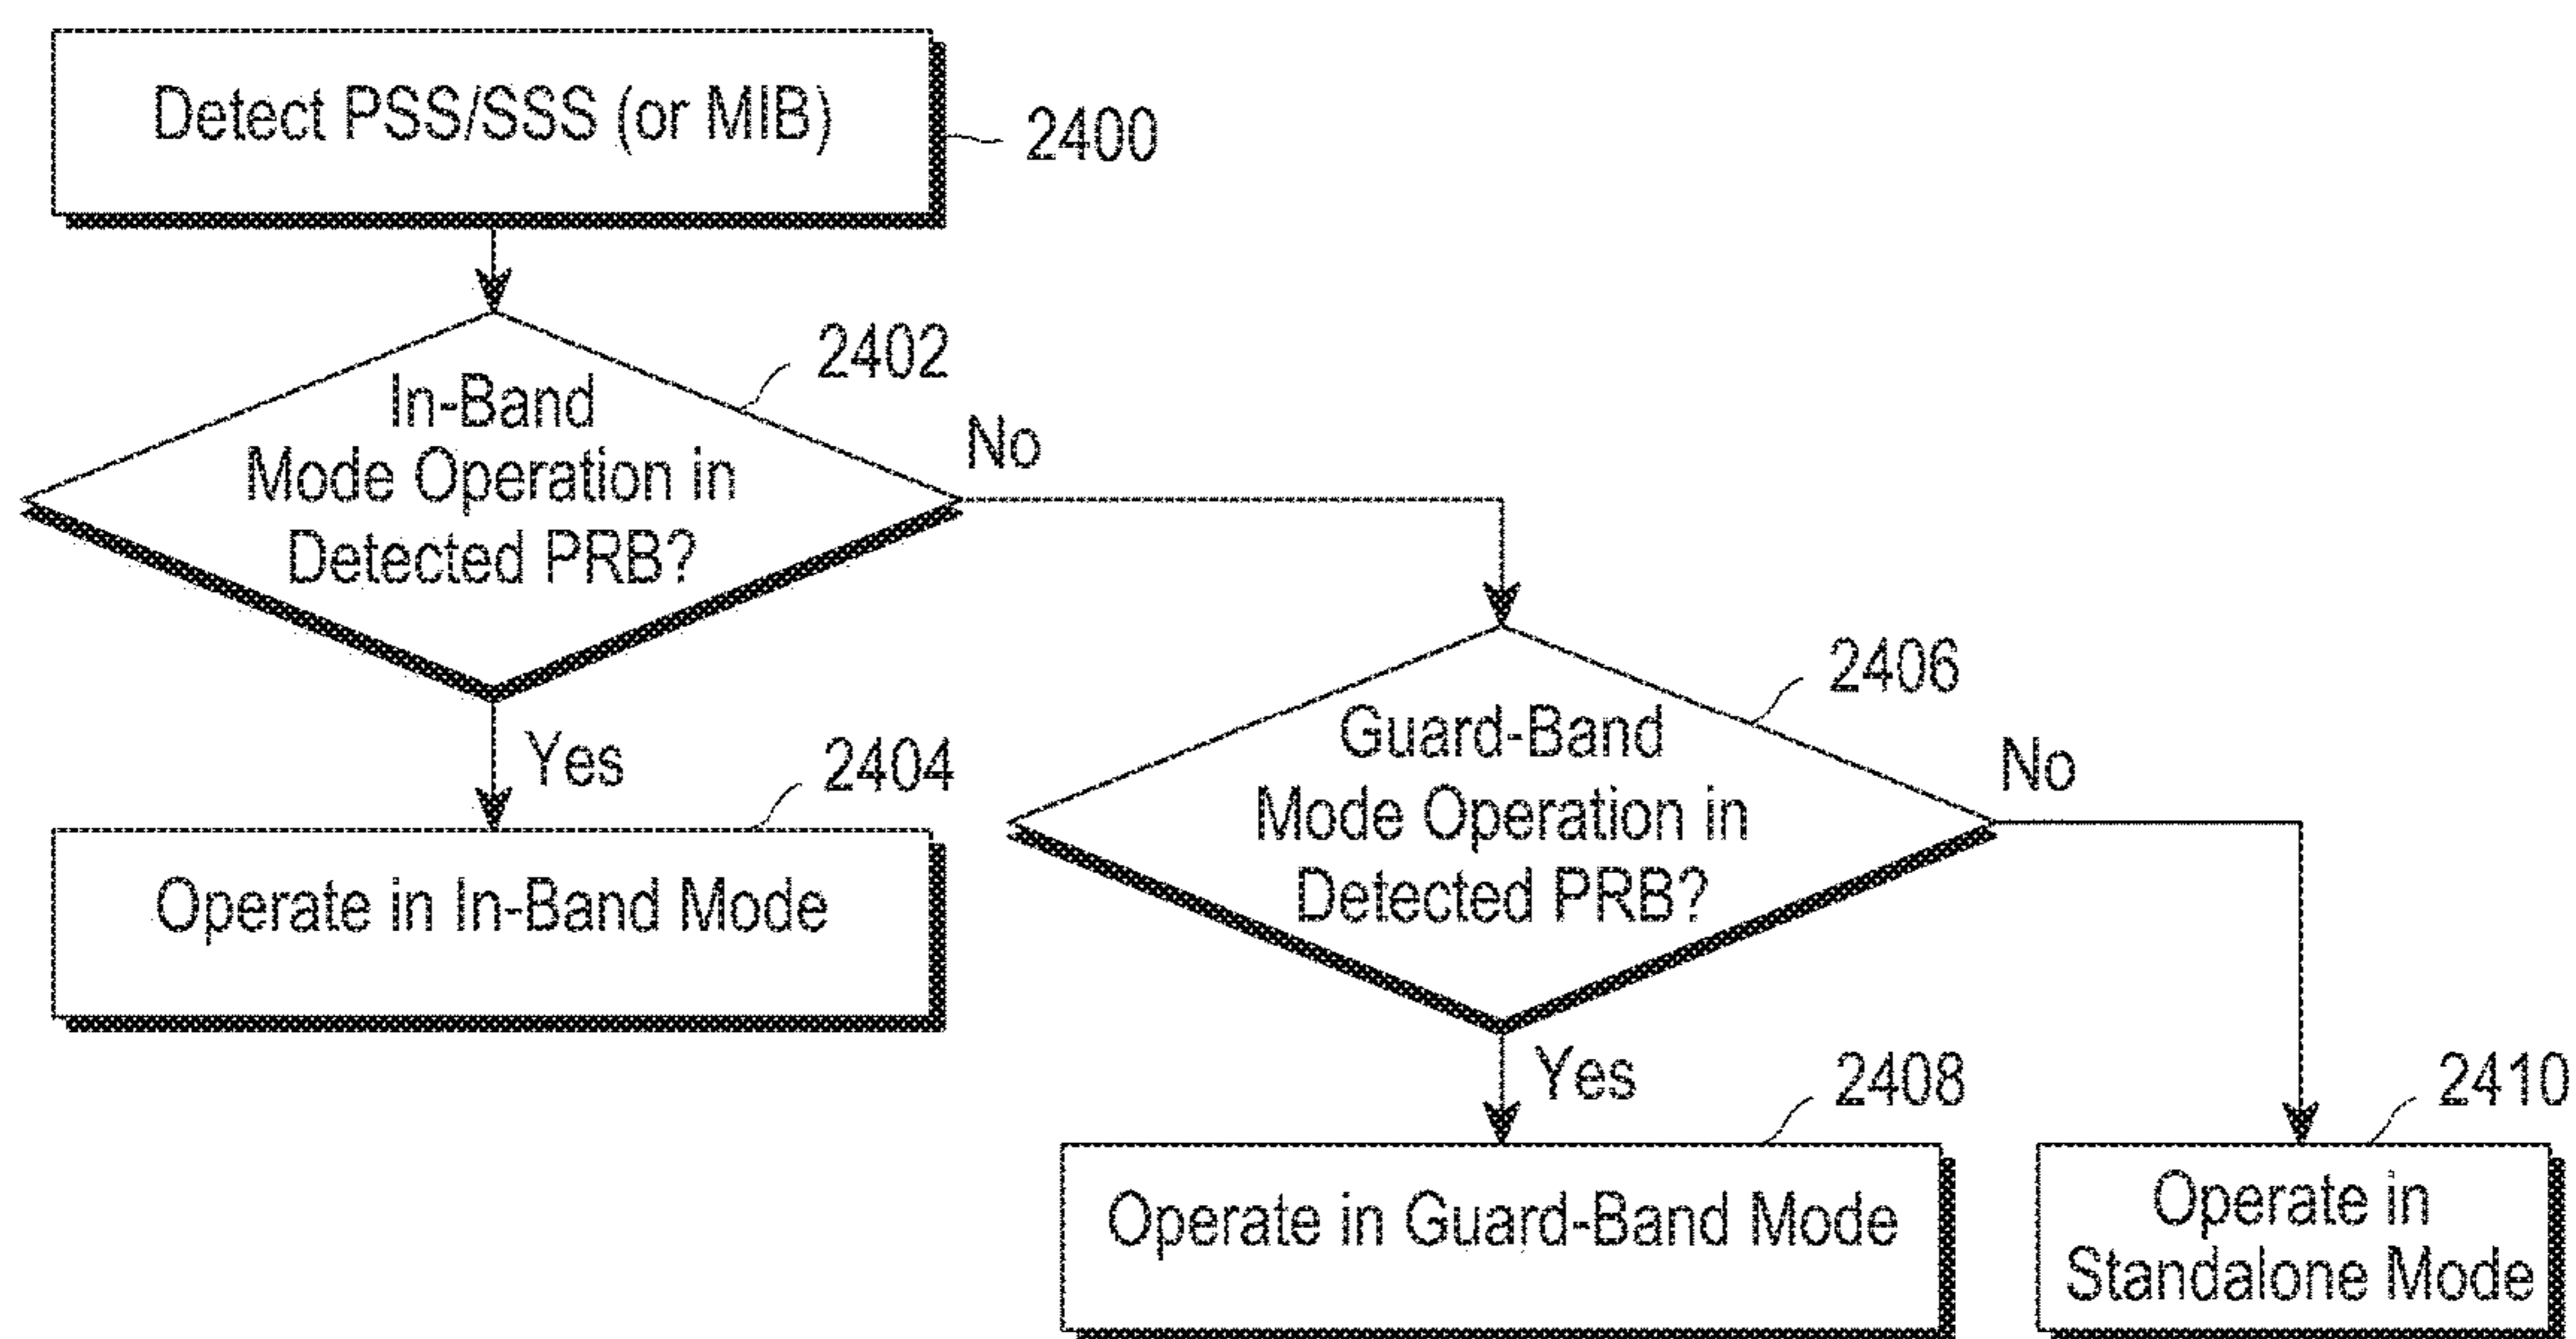 Detect PSS/SSS (or MIB)
2400
2402
In-Band
Mode Operation in
Detected PRB?
No
Yes
2404
Operate in In-Band Mode
2406
Guard-Band
Mode Operation in
Detected PRB?
No
Yes
2408
Operate in Guard-Band Mode
2410
Operate in
Standalone Mode